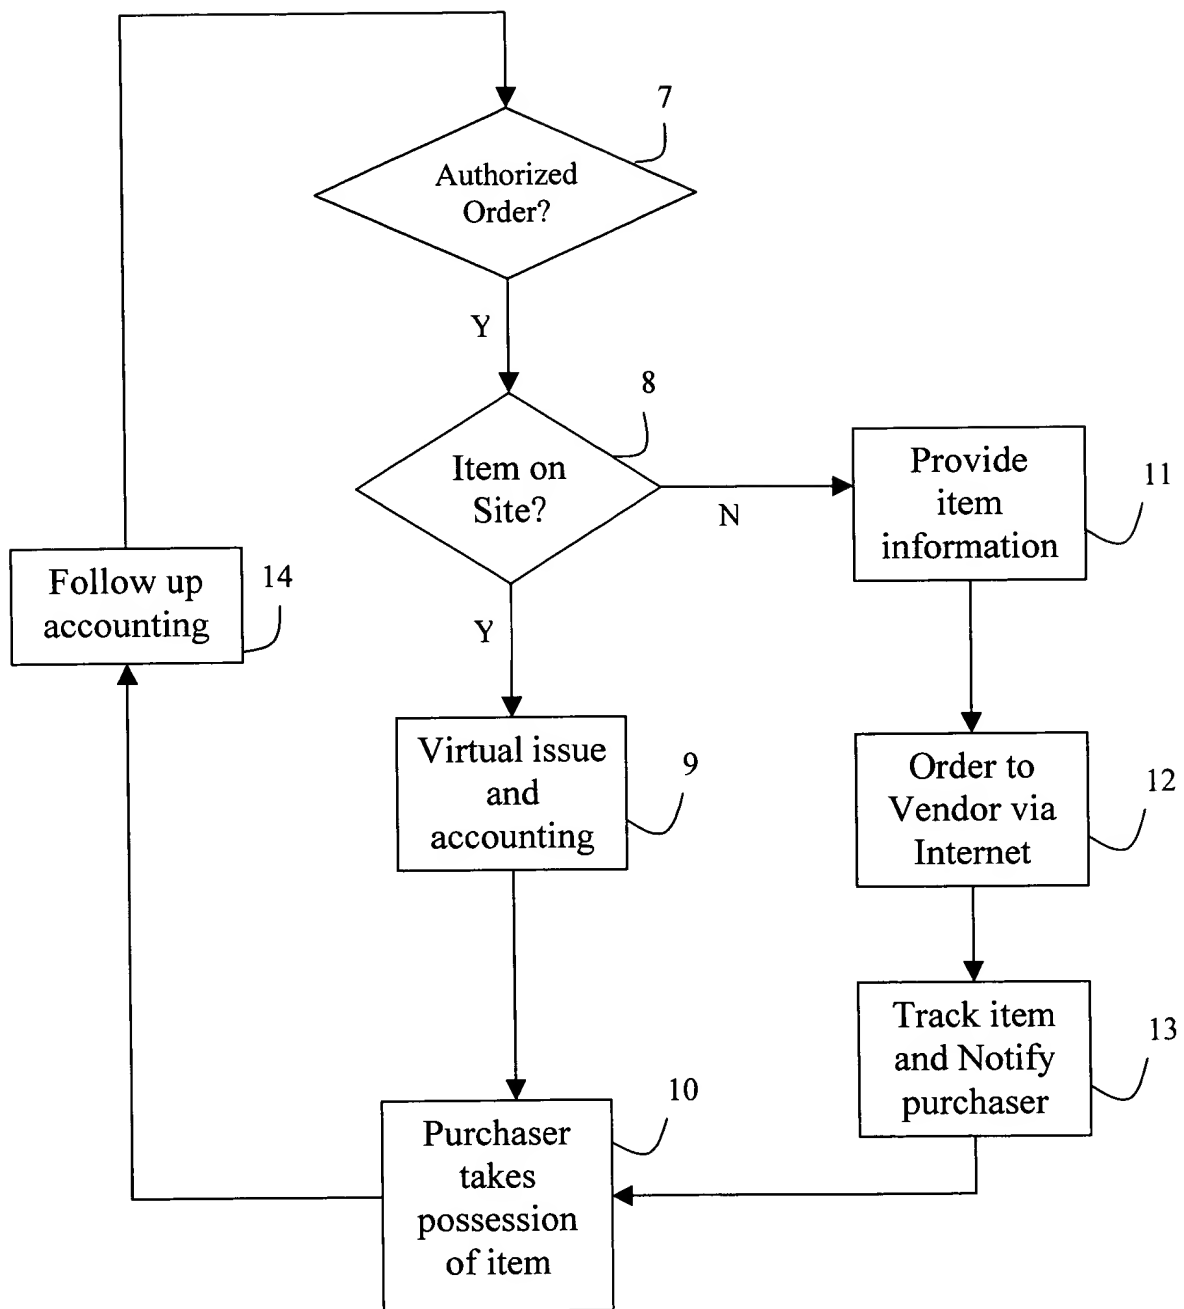 7
Authorized
Order?
Y
8
Item on
Site?
N
Provide
item
information
11
Follow up
accounting
14
Y
Virtual issue
and
accounting
9
Order to
Vendor via
Internet
12
Track item
and Notify
purchaser
13
10
Purchaser
takes
possession
of item